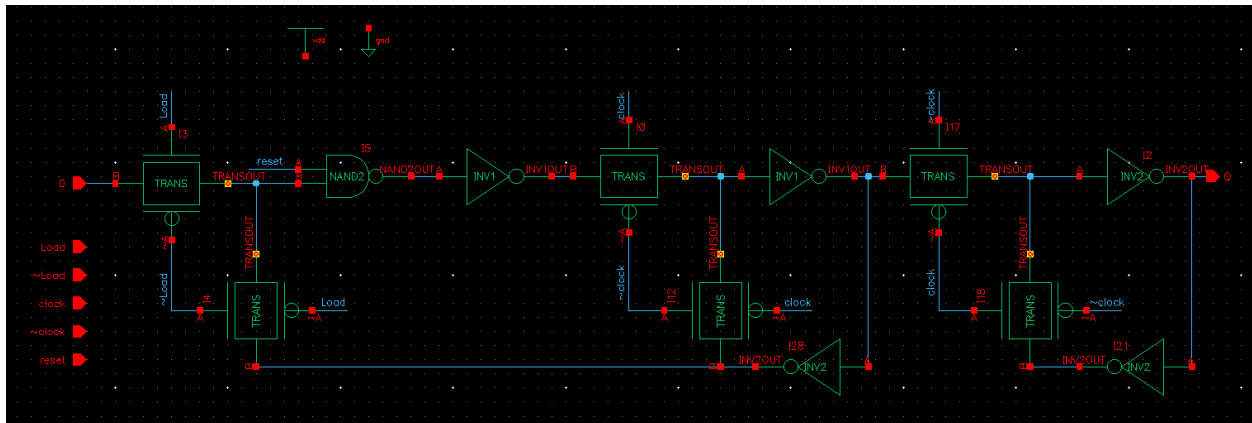 vdd
gnd
Load
A
I3
D
B
TRANS
TRANSOUT
~A
~Load
reset
A
B
I5
NAND2
NAND2OUT
A
INV1
INV1OUT
B
~clock
clock
A
I0
TRANS
TRANSOUT
~A
A
INV1
INV1OUT
B
~clock
A
I17
TRANS
TRANSOUT
~A
clock
A
I2
INV2
INV2OUT
Load
~Load
clock
~clock
reset
A
I4
TRANSOUT
TRANS
~A
Load
B
A
I12
TRANSOUT
TRANS
~A
clock
B
INV2OUT
I28
INV2
A
A
I18
TRANSOUT
TRANS
~A
~clock
B
INV2OUT
I21
INV2
A